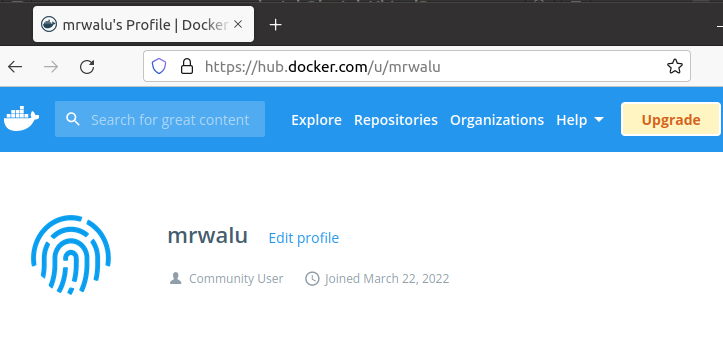 mrwalu's Profile | Docker
https://hub.docker.com/u/mrwalu
Search for great content Explore Repositories Organizations Help Upgrade
mrwalu Edit profile
Community User Joined March 22, 2022